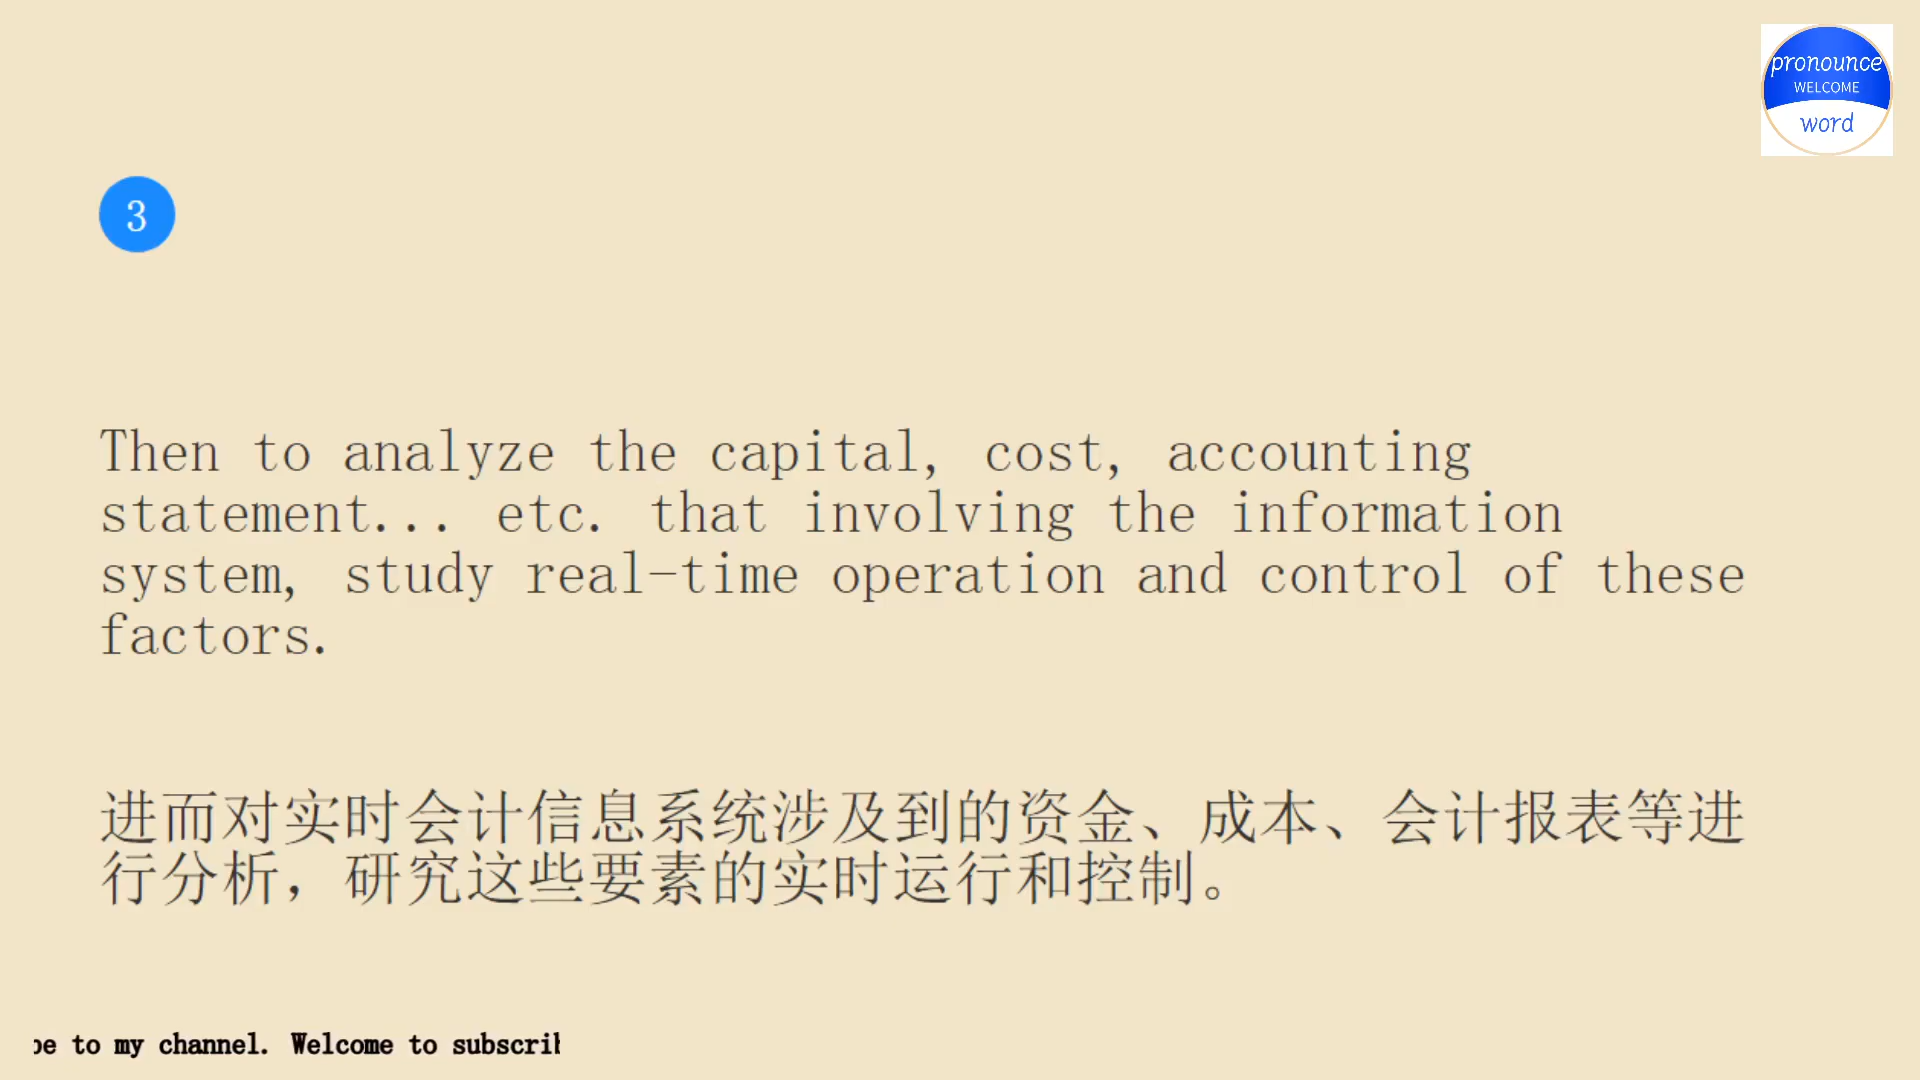 pronounce
WELCOME
word
3
Then to analyze the capital, cost, accounting
statement... etc. that involving the information
system, study real-time operation and control of these
factors.
进而对实时会计信息系统涉及到的资金、成本、会计报表等进
行分析，研究这些要素的实时运行和控制。
to my channel. Welcome to